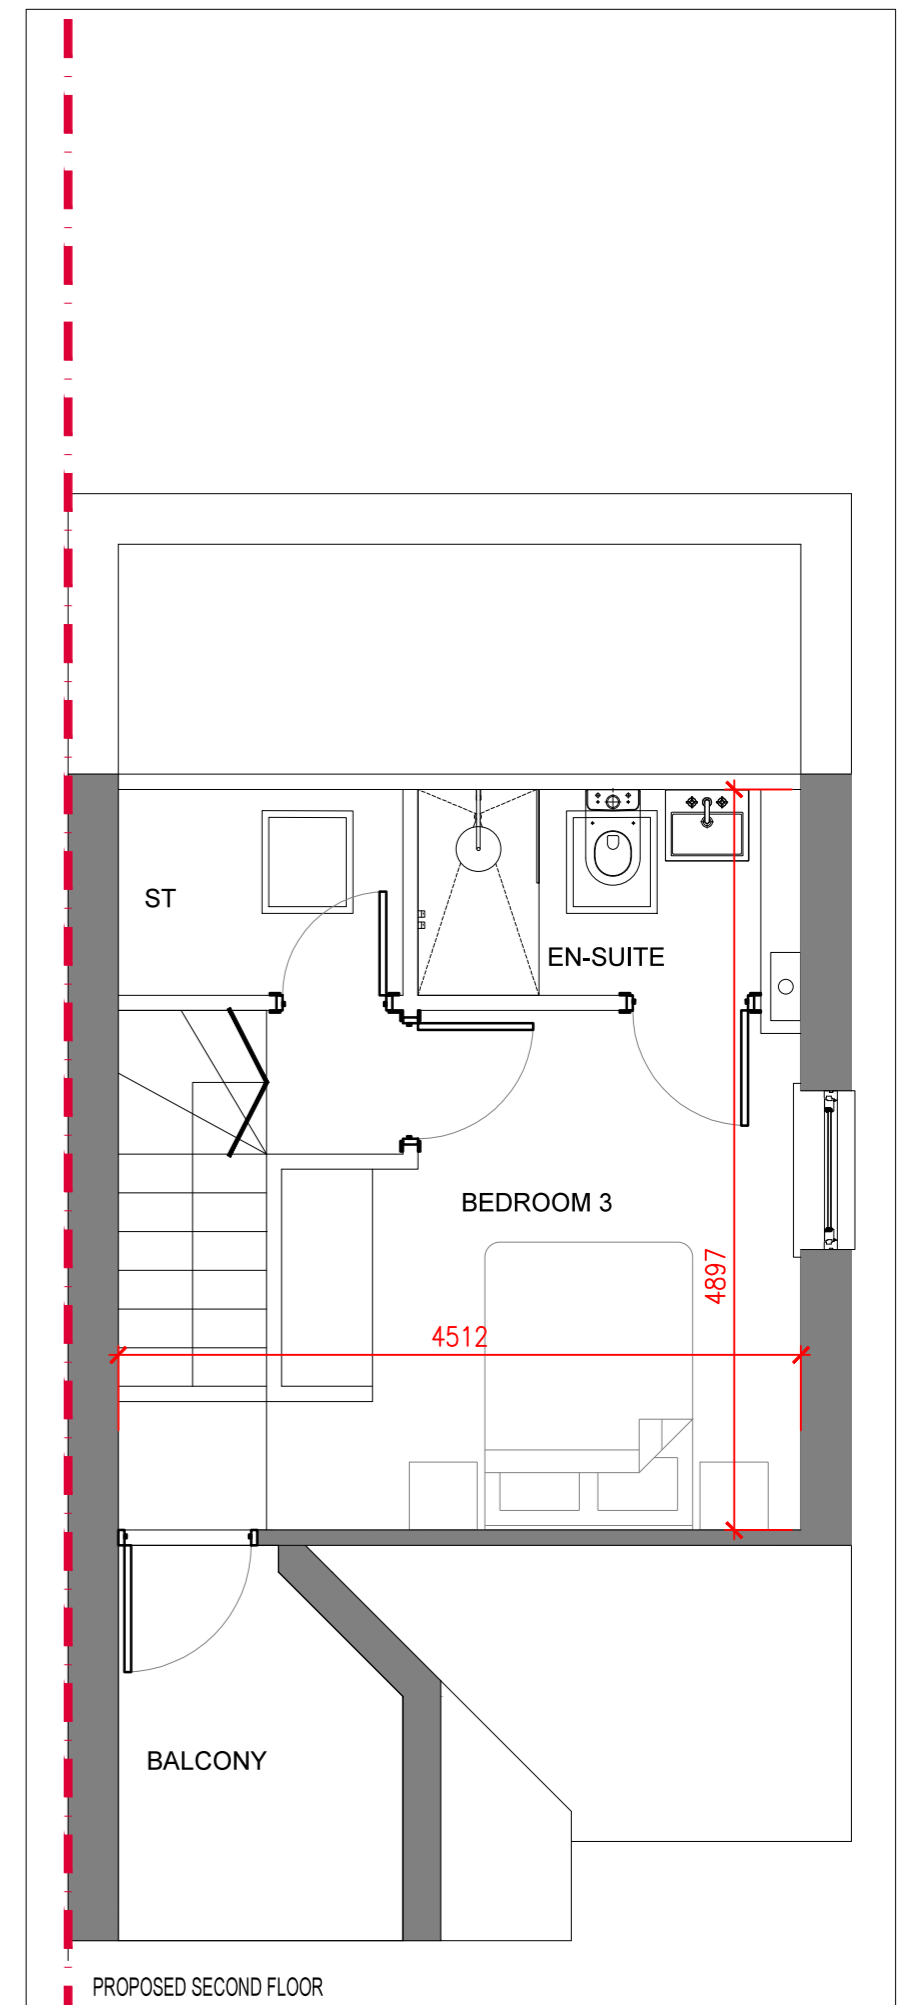 ST
EN-SUITE
BEDROOM 3
4897
4512
BALCONY
PROPOSED SECOND FLOOR